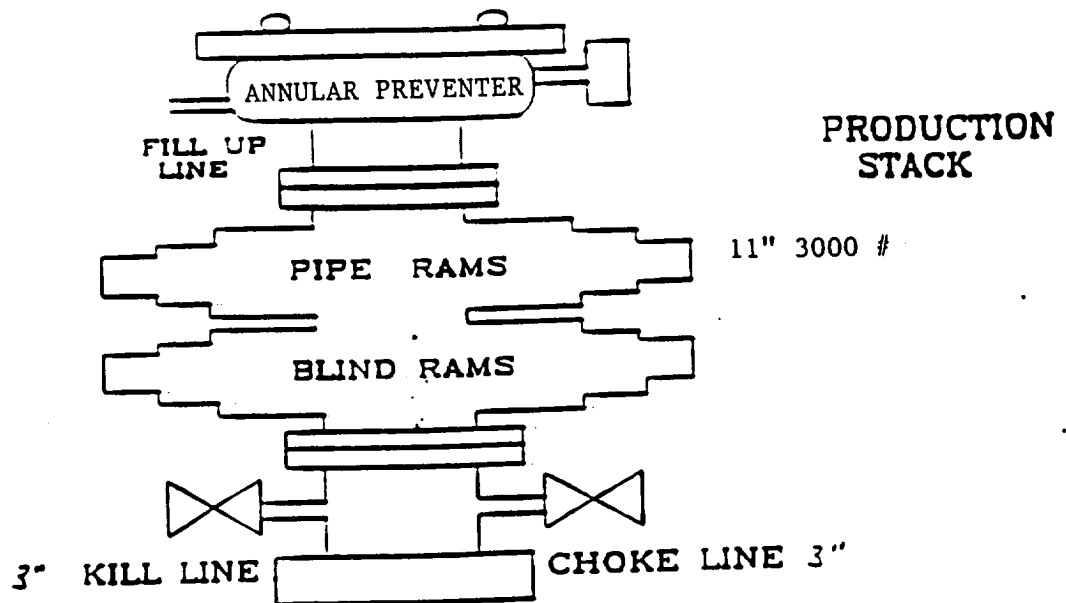 ANNULAR PREVENTER
FILL UP
LINE
PRODUCTION
STACK
11" 3000 #
PIPE RAMS
BLIND RAMS
3" KILL LINE
CHOKE LINE 3"